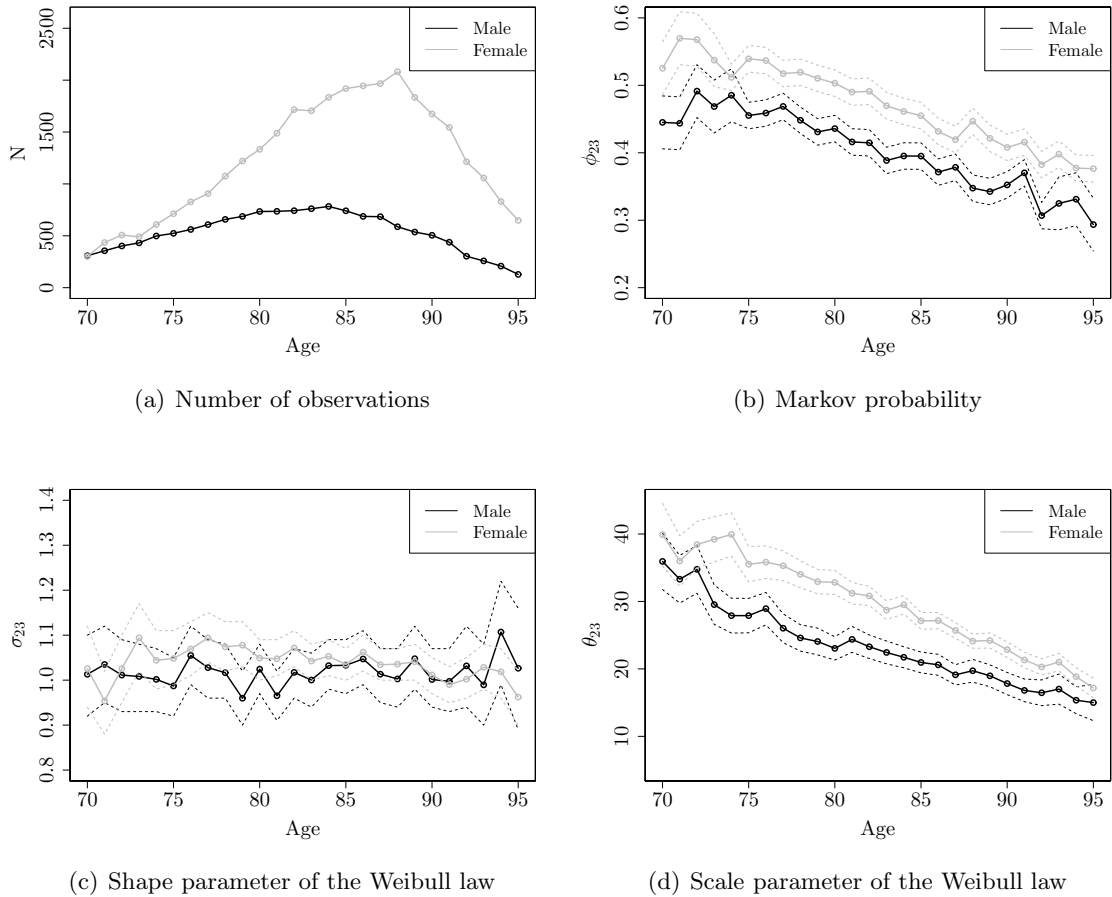 Male
Female
2500
1500
500
0
N
70 75 80 85 90 95
Age
(a) Number of observations
Male
Female
0.6
0.5
0.4
0.3
0.2
ϕ23
70 75 80 85 90 95
Age
(b) Markov probability
Male
Female
1.4
1.3
1.2
1.1
1.0
0.9
0.8
σ23
70 75 80 85 90 95
Age
(c) Shape parameter of the Weibull law
Male
Female
40
30
20
10
θ23
70 75 80 85 90 95
Age
(d) Scale parameter of the Weibull law